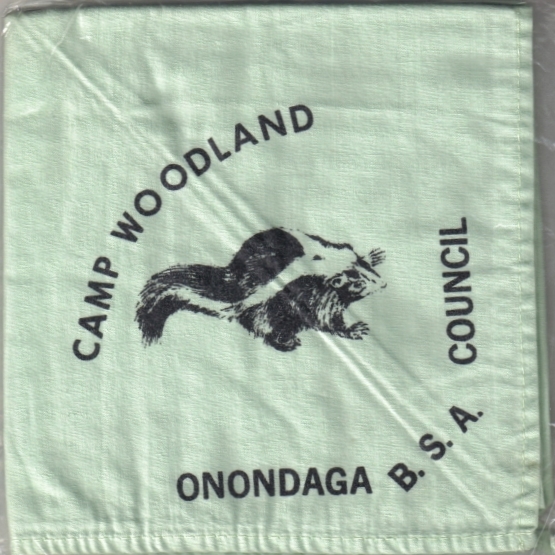 CAMP WOODLAND
ONONDAGA
B. S. A.
COUNCIL